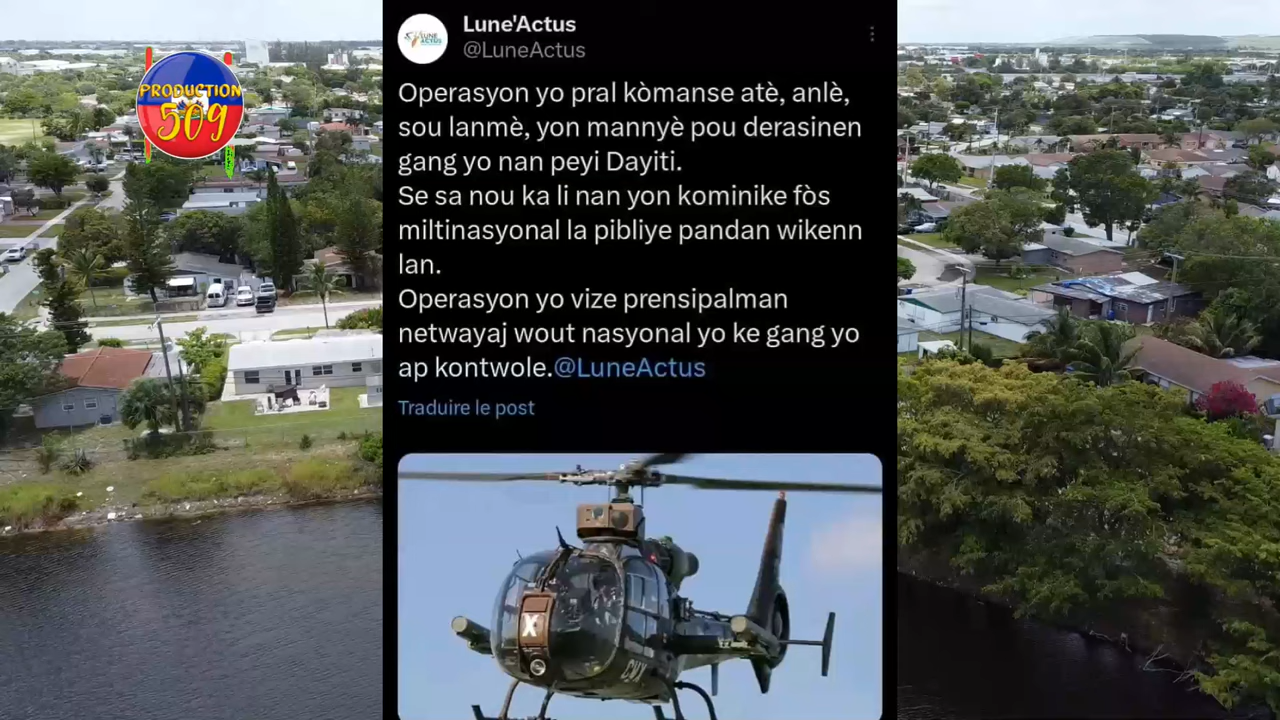 PRODUCTION
509
LUNE
ACTUS
Lune'Actus
@LuneActus
Operasyon yo pral kòmanse atè, anlè,
sou lanmè, yon mannyè pou derasinen
gang yo nan peyi Dayiti.
Se sa nou ka li nan yon kominike fòs
miltinasyonal la pibliye pandan wikenn
lan.
Operasyon yo vize prensipalman
netwayaj wout nasyonal yo ke gang yo
ap kontwole.@LuneActus
Traduire le post
X